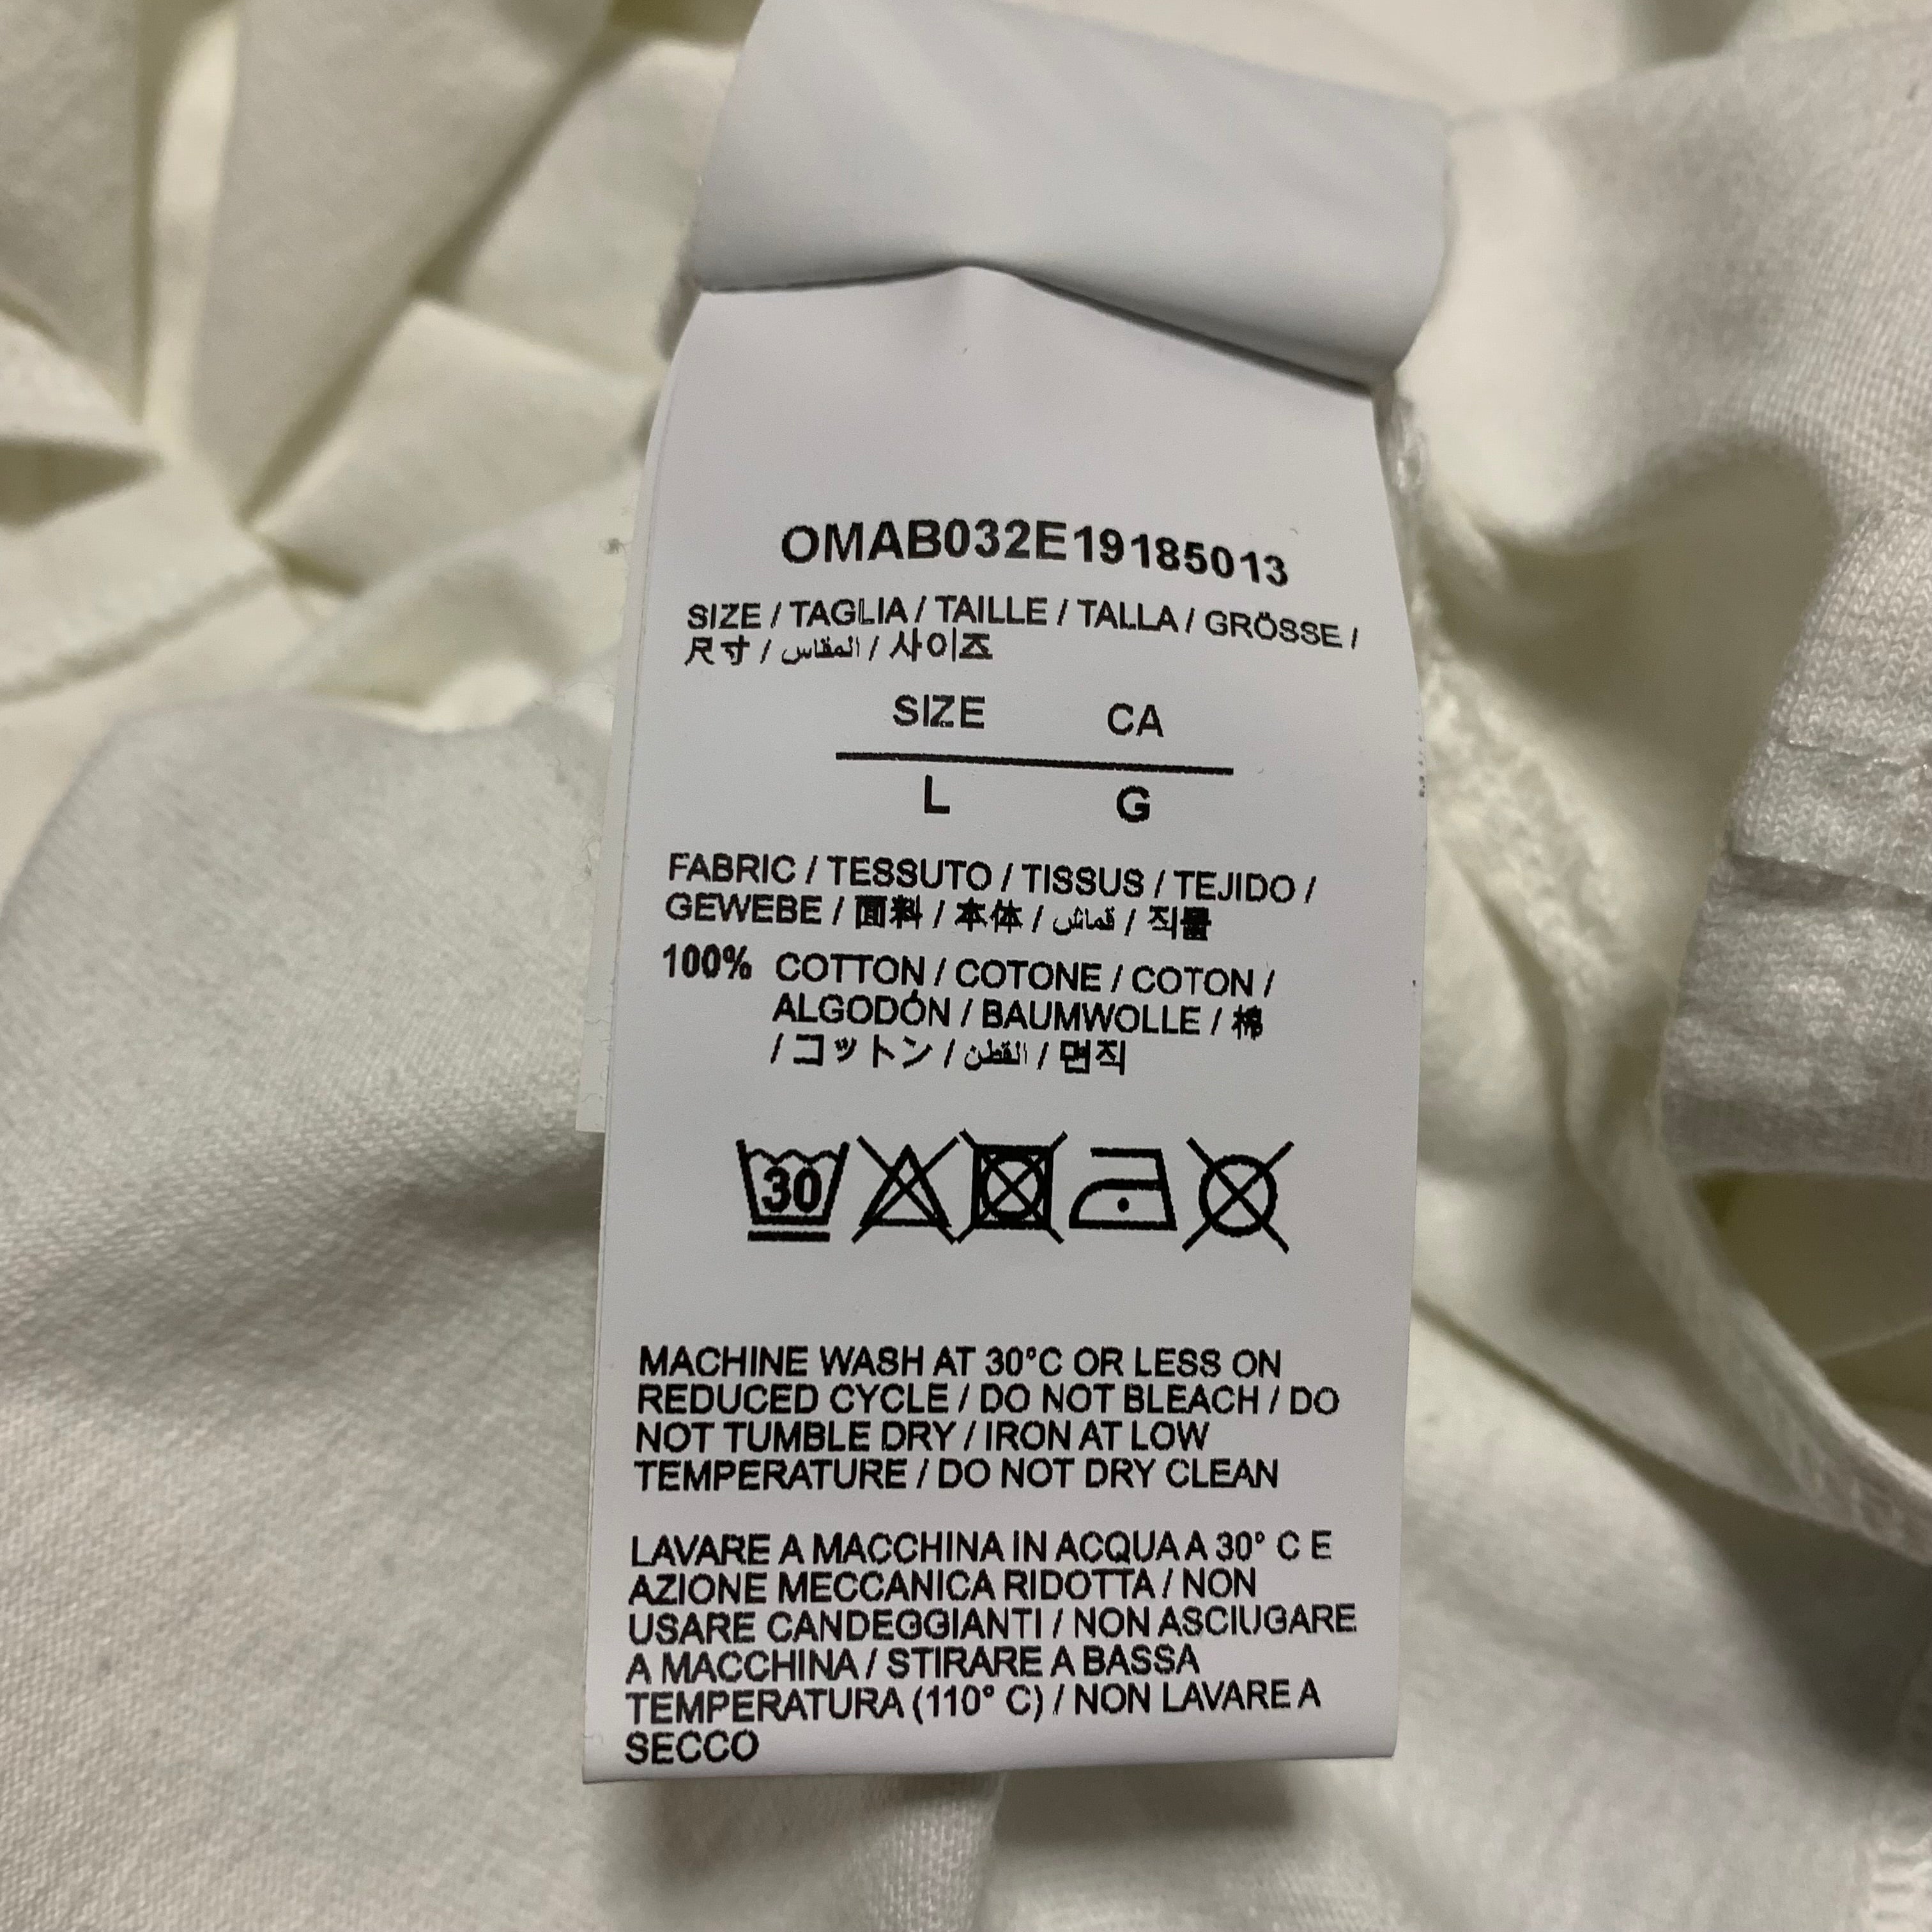 OMAB032E19185013
SIZE / TAGLIA / TAILLE / TALLA / GRÖSSE /
尺寸 / المقاس / 사이즈
SIZE CA
L G
FABRIC / TESSUTO / TISSUS / TEJIDO /
GEWEBE / 面料 / 本体 / قماش / 직물
100% COTTON / COTONE / COTON /
ALGODÓN / BAUMWOLLE / 棉
/ コットン / القطن / 면직
30
MACHINE WASH AT 30°C OR LESS ON
REDUCED CYCLE / DO NOT BLEACH / DO
NOT TUMBLE DRY / IRON AT LOW
TEMPERATURE / DO NOT DRY CLEAN
LAVARE A MACCHINA IN ACQUA A 30° C E
AZIONE MECCANICA RIDOTTA / NON
USARE CANDEGGIANTI / NON ASCIUGARE
A MACCHINA / STIRARE A BASSA
TEMPERATURA (110° C) / NON LAVARE A
SECCO